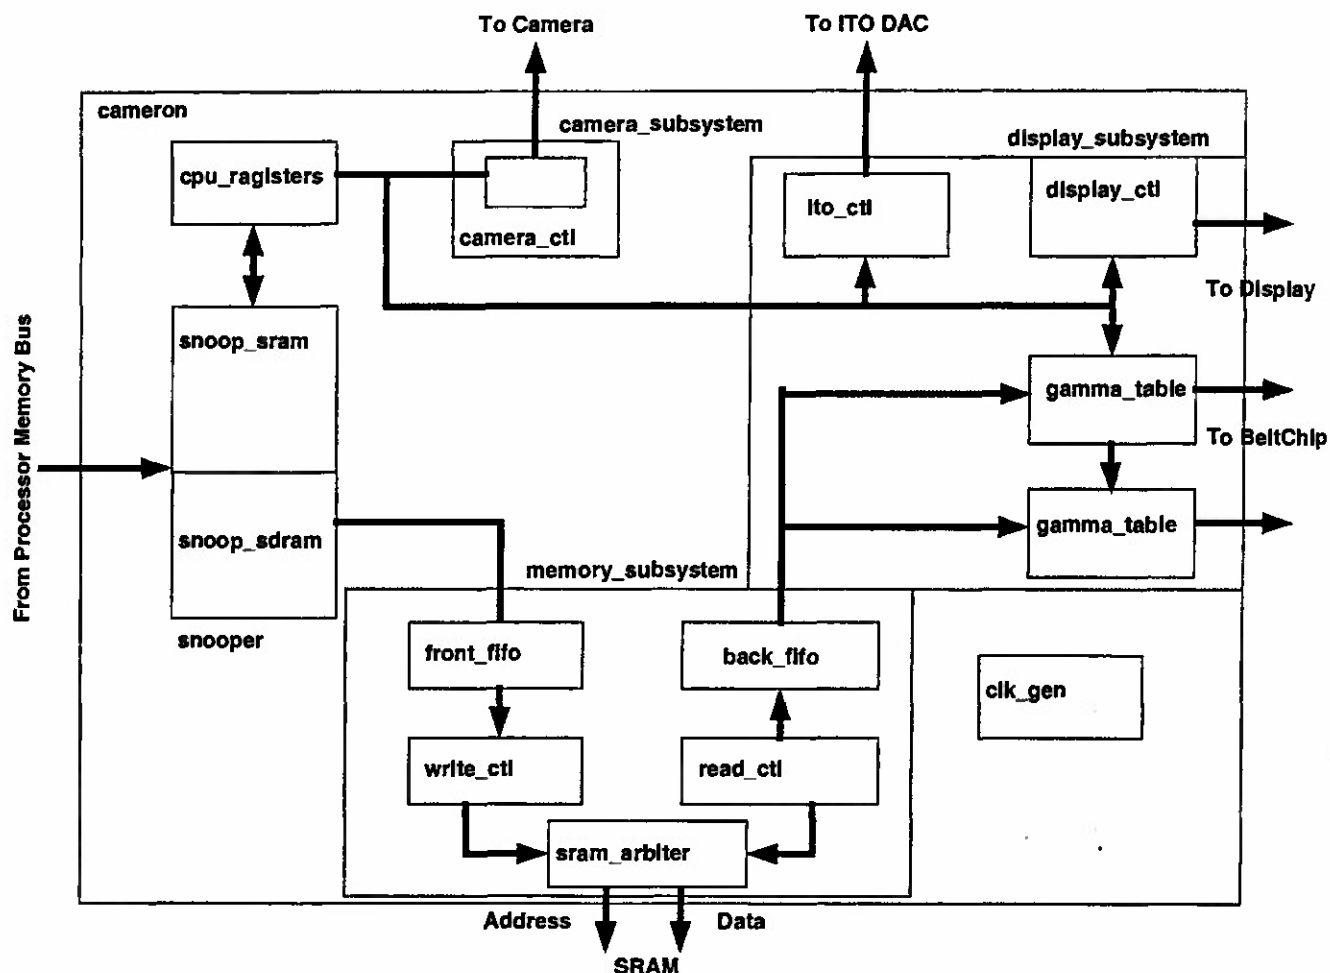 To Camera
To ITO DAC
cameron
camera_subsystem
display_subsystem
cpu_ragisters
ito_ctl
display_ctl
camera_ctl
To Display
snoop_sram
gamma_table
To BeltChip
From Processor Memory Bus
snoop_sdram
gamma_table
memory_subsystem
snooper
front_fifo
back_fifo
clk_gen
write_ctl
read_ctl
sram_arbiter
Address
Data
SRAM